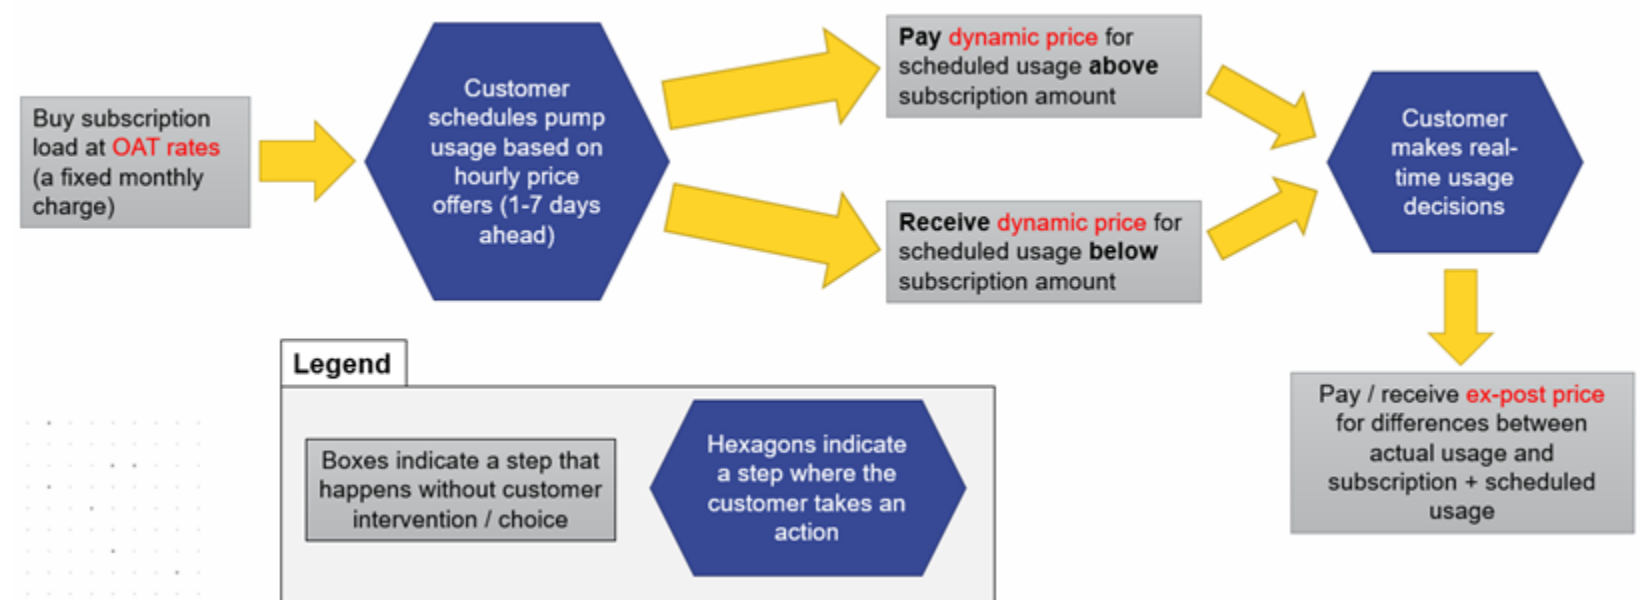 Buy subscription
load at OAT rates
(a fixed monthly
charge)
Customer
schedules pump
usage based on
hourly price
offers (1-7 days
ahead)
Pay dynamic price for
scheduled usage above
subscription amount
Receive dynamic price for
scheduled usage below
subscription amount
Customer
makes real-
time usage
decisions
Pay / receive ex-post price
for differences between
actual usage and
subscription + scheduled
usage
Legend
Boxes indicate a step that
happens without customer
intervention / choice
Hexagons indicate
a step where the
customer takes an
action